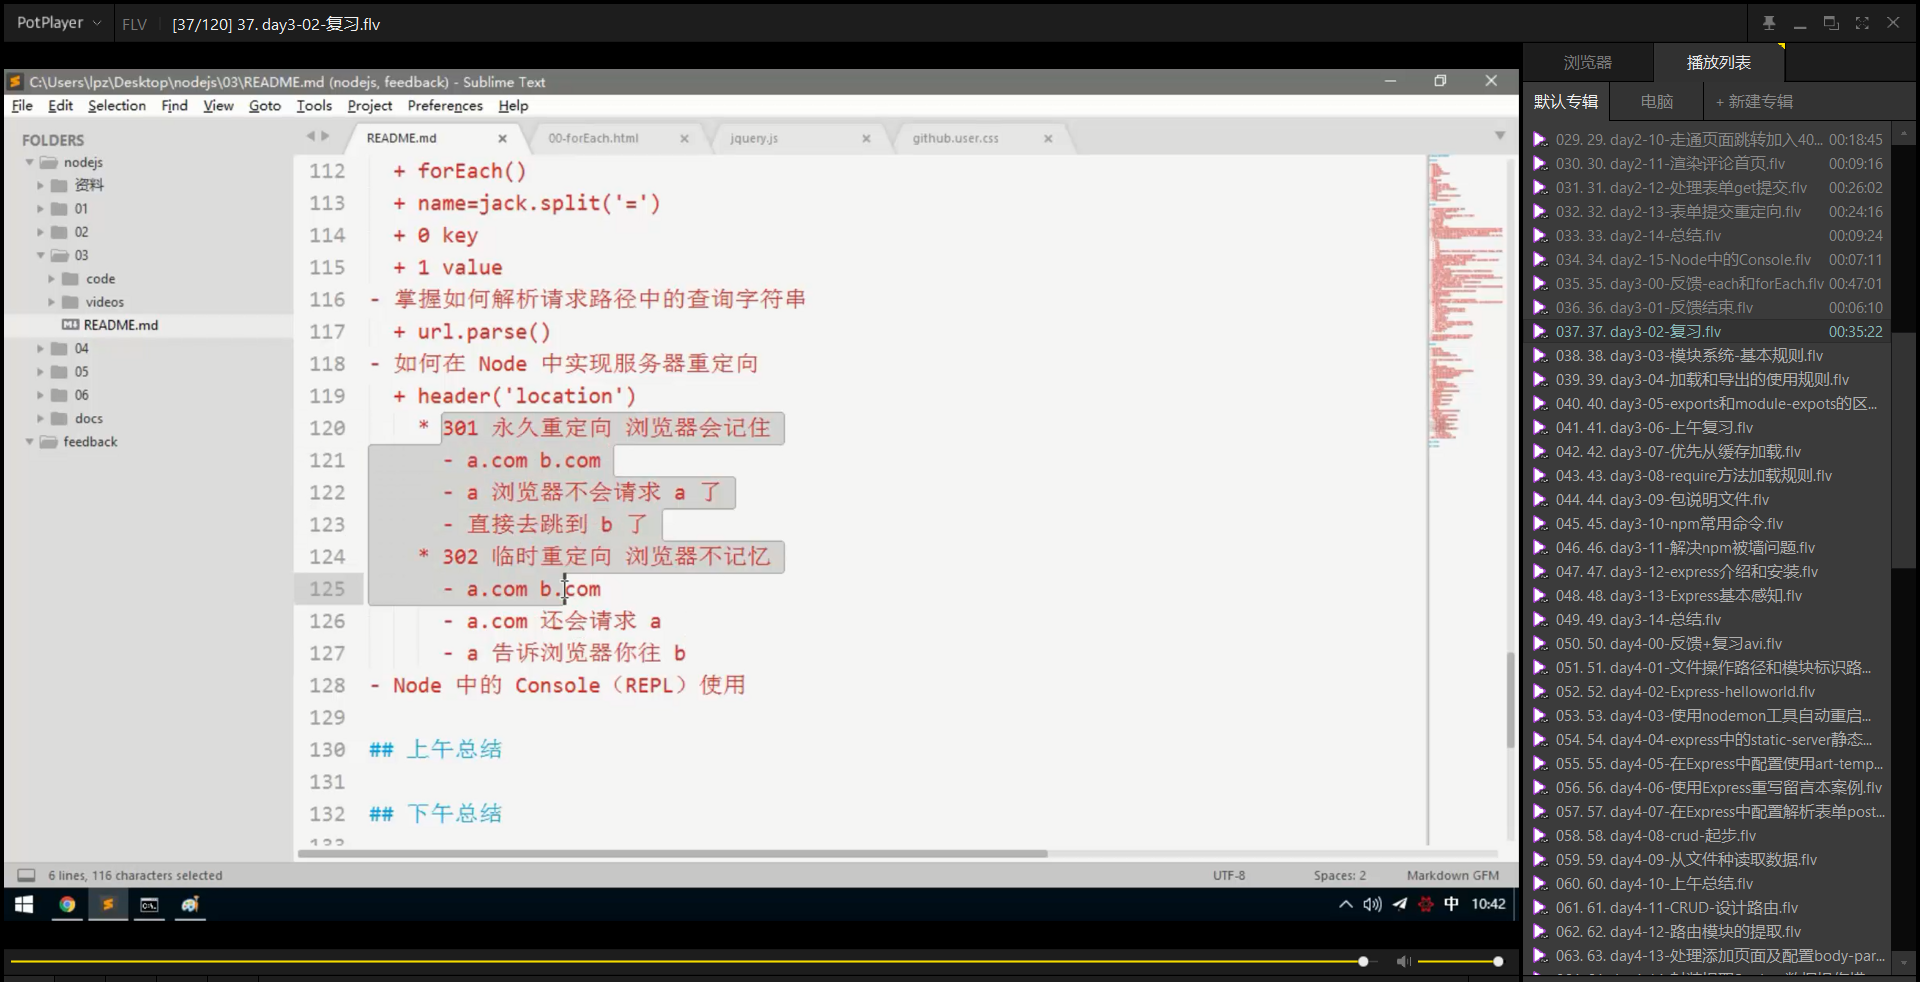 PotPlayer
FLV
[37/120] 37. day3-02-复习.flv
C:\Users\lpz\Desktop\nodejs\03\README.md (nodejs, feedback) - Sublime Text
File Edit Selection Find View Goto Tools Project Preferences Help
FOLDERS
nodejs
资料
01
02
03
code
videos
README.md
04
05
06
docs
feedback
README.md
00-forEach.html
jquery.js
github.user.css
112 + forEach()
113 + name=jack.split('=')
114 + 0 key
115 + 1 value
116 - 掌握如何解析请求路径中的查询字符串
117 + url.parse()
118 - 如何在 Node 中实现服务器重定向
119 + header('location')
120 * 301 永久重定向 浏览器会记住
121 - a.com b.com
122 - a 浏览器不会请求 a 了
123 - 直接去跳到 b 了
124 * 302 临时重定向 浏览器不记忆
125 - a.com b.com
126 - a.com 还会请求 a
127 - a 告诉浏览器你往 b
128 - Node 中的 Console（REPL）使用
129
130 ## 上午总结
131
132 ## 下午总结
6 lines, 116 characters selected
UTF-8
Spaces: 2
Markdown GFM
中
10:42
浏览器
播放列表
默认专辑
电脑
+ 新建专辑
029. 29. day2-10-走通页面跳转加入40... 00:18:45
030. 30. day2-11-渲染评论首页.flv 00:09:16
031. 31. day2-12-处理表单get提交.flv 00:26:02
032. 32. day2-13-表单提交重定向.flv 00:24:16
033. 33. day2-14-总结.flv 00:09:24
034. 34. day2-15-Node中的Console.flv 00:07:11
035. 35. day3-00-反馈-each和forEach.flv 00:47:01
036. 36. day3-01-反馈结束.flv 00:06:10
037. 37. day3-02-复习.flv 00:35:22
038. 38. day3-03-模块系统-基本规则.flv
039. 39. day3-04-加载和导出的使用规则.flv
040. 40. day3-05-exports和module-expots的区...
041. 41. day3-06-上午复习.flv
042. 42. day3-07-优先从缓存加载.flv
043. 43. day3-08-require方法加载规则.flv
044. 44. day3-09-包说明文件.flv
045. 45. day3-10-npm常用命令.flv
046. 46. day3-11-解决npm被墙问题.flv
047. 47. day3-12-express介绍和安装.flv
048. 48. day3-13-Express基本感知.flv
049. 49. day3-14-总结.flv
050. 50. day4-00-反馈+复习avi.flv
051. 51. day4-01-文件操作路径和模块标识路...
052. 52. day4-02-Express-helloworld.flv
053. 53. day4-03-使用nodemon工具自动重启...
054. 54. day4-04-express中的static-server静态...
055. 55. day4-05-在Express中配置使用art-temp...
056. 56. day4-06-使用Express重写留言本案例.flv
057. 57. day4-07-在Express中配置解析表单post...
058. 58. day4-08-crud-起步.flv
059. 59. day4-09-从文件种读取数据.flv
060. 60. day4-10-上午总结.flv
061. 61. day4-11-CRUD-设计路由.flv
062. 62. day4-12-路由模块的提取.flv
063. 63. day4-13-处理添加页面及配置body-par...